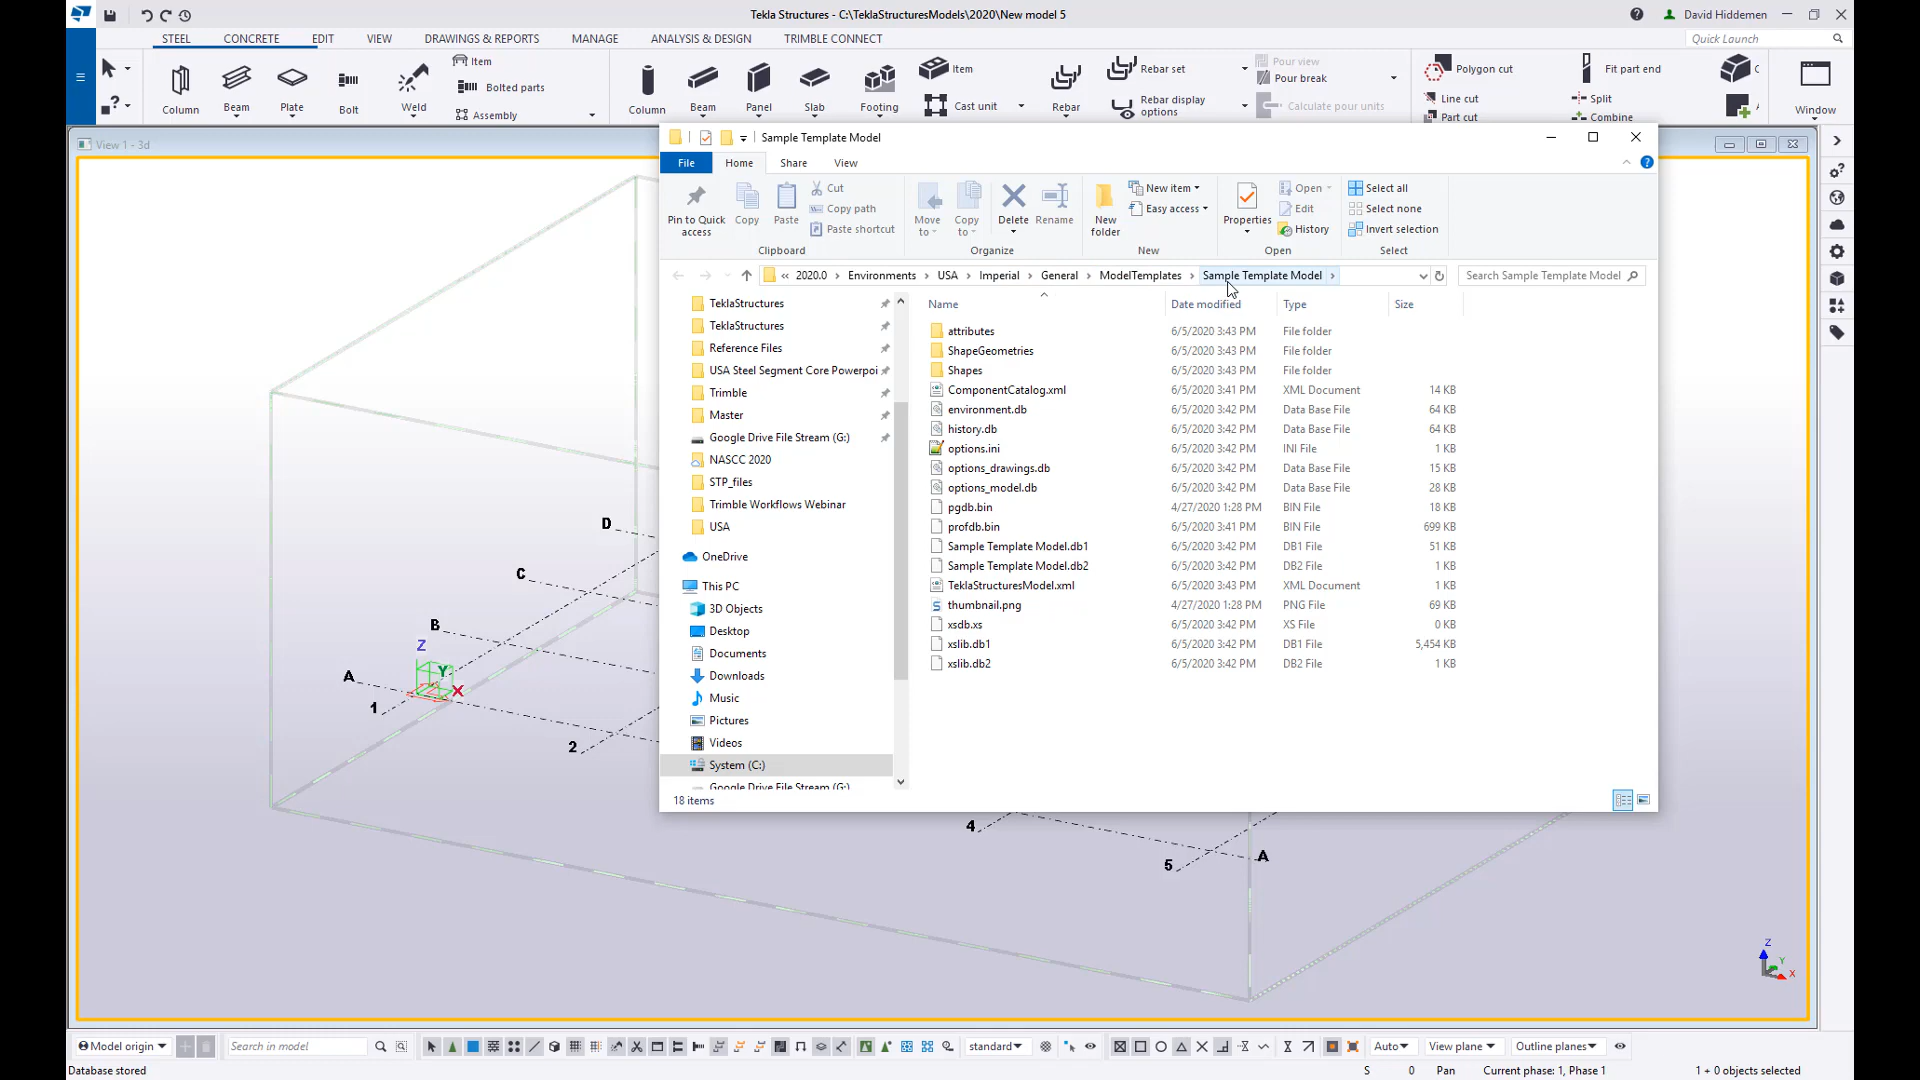 Tekla Structures - C:\TeklaStructuresModels\2020\New model 5
David Hiddemen
STEEL CONCRETE EDIT VIEW DRAWINGS & REPORTS MANAGE ANALYSIS & DESIGN TRIMBLE CONNECT
Quick Launch
Column Beam Plate Bolt Weld
Item
Bolted parts
Assembly
Column Beam Panel Slab Footing
Item
Cast unit
Rebar
Rebar set
Rebar display options
Pour view
Pour break
Calculate pour units
Polygon cut
Line cut
Part cut
Fit part end
Split
Combine
Window
View 1 - 3d
Sample Template Model
File Home Share View
Pin to Quick access
Copy
Paste
Cut
Copy path
Paste shortcut
Clipboard
Move to
Copy to
Delete
Rename
Organize
New folder
New item
Easy access
New
Properties
Open
Edit
History
Open
Select all
Select none
Invert selection
Select
« 2020.0 › Environments › USA › Imperial › General › ModelTemplates › Sample Template Model ›
Search Sample Template Model
TeklaStructures
TeklaStructures
Reference Files
USA Steel Segment Core Powerpoi
Trimble
Master
Google Drive File Stream (G:)
NASCC 2020
STP_files
Trimble Workflows Webinar
USA
OneDrive
This PC
3D Objects
Desktop
Documents
Downloads
Music
Pictures
Videos
System (C:)
Google Drive File Stream (G:)
Name Date modified Type Size
attributes 6/5/2020 3:43 PM File folder
ShapeGeometries 6/5/2020 3:43 PM File folder
Shapes 6/5/2020 3:43 PM File folder
ComponentCatalog.xml 6/5/2020 3:41 PM XML Document 14 KB
environment.db 6/5/2020 3:42 PM Data Base File 64 KB
history.db 6/5/2020 3:42 PM Data Base File 64 KB
options.ini 6/5/2020 3:42 PM INI File 1 KB
options_drawings.db 6/5/2020 3:42 PM Data Base File 15 KB
options_model.db 6/5/2020 3:42 PM Data Base File 28 KB
pgdb.bin 4/27/2020 1:28 PM BIN File 18 KB
profdb.bin 6/5/2020 3:41 PM BIN File 699 KB
Sample Template Model.db1 6/5/2020 3:42 PM DB1 File 51 KB
Sample Template Model.db2 6/5/2020 3:42 PM DB2 File 1 KB
TeklaStructuresModel.xml 6/5/2020 3:43 PM XML Document 1 KB
thumbnail.png 4/27/2020 1:28 PM PNG File 69 KB
xsdb.xs 6/5/2020 3:42 PM XS File 0 KB
xslib.db1 6/5/2020 3:42 PM DB1 File 5,454 KB
xslib.db2 6/5/2020 3:42 PM DB2 File 1 KB
18 items
D
C
B
Z
Y
A
X
1
2
4
5
A
Z
Y
X
Model origin
Search in model
standard
Auto
View plane
Outline planes
Database stored
S 0 Pan Current phase: 1, Phase 1 1 + 0 objects selected